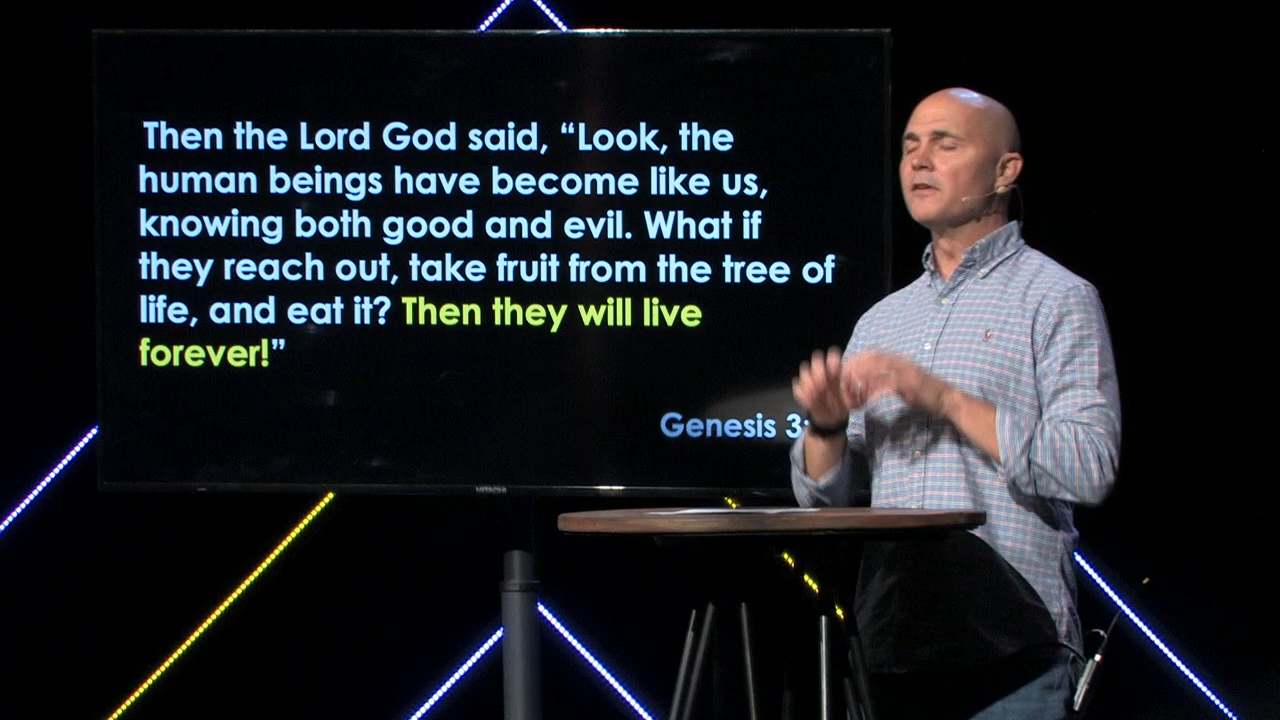 Then the Lord God said, “Look, the
human beings have become like us,
knowing both good and evil. What if
they reach out, take fruit from the tree of
life, and eat it? Then they will live
forever!”
Genesis 3:
HITACHI